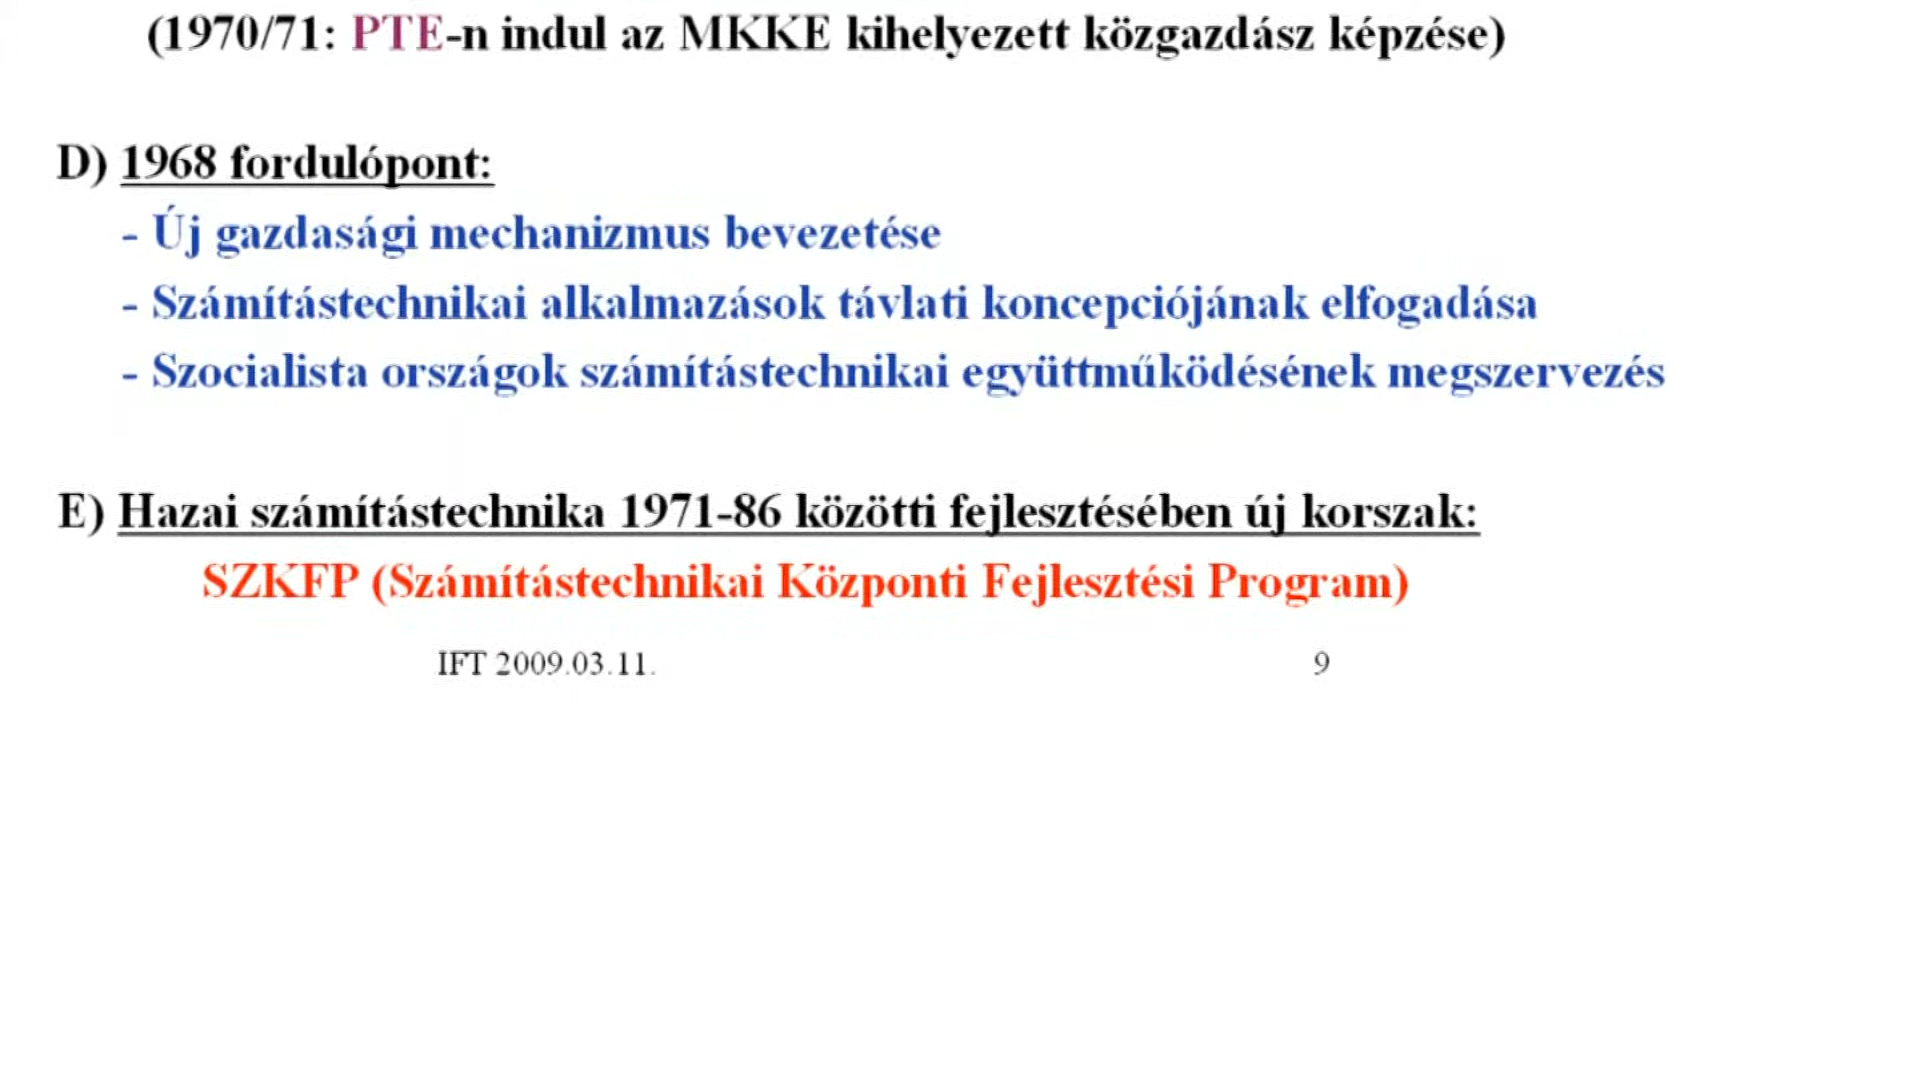 (1970/71: PTE-n indul az MKKE kihelyezett közgazdász képzése)
D) 1968 fordulópont:
- Új gazdasági mechanizmus bevezetése
- Számítástechnikai alkalmazások távlati koncepciójának elfogadása
- Szocialista országok számítástechnikai együttműködésének megszervezés
E) Hazai számítástechnika 1971-86 közötti fejlesztésében új korszak:
SZKFP (Számítástechnikai Központi Fejlesztési Program)
IFT 2009.03.11. 9